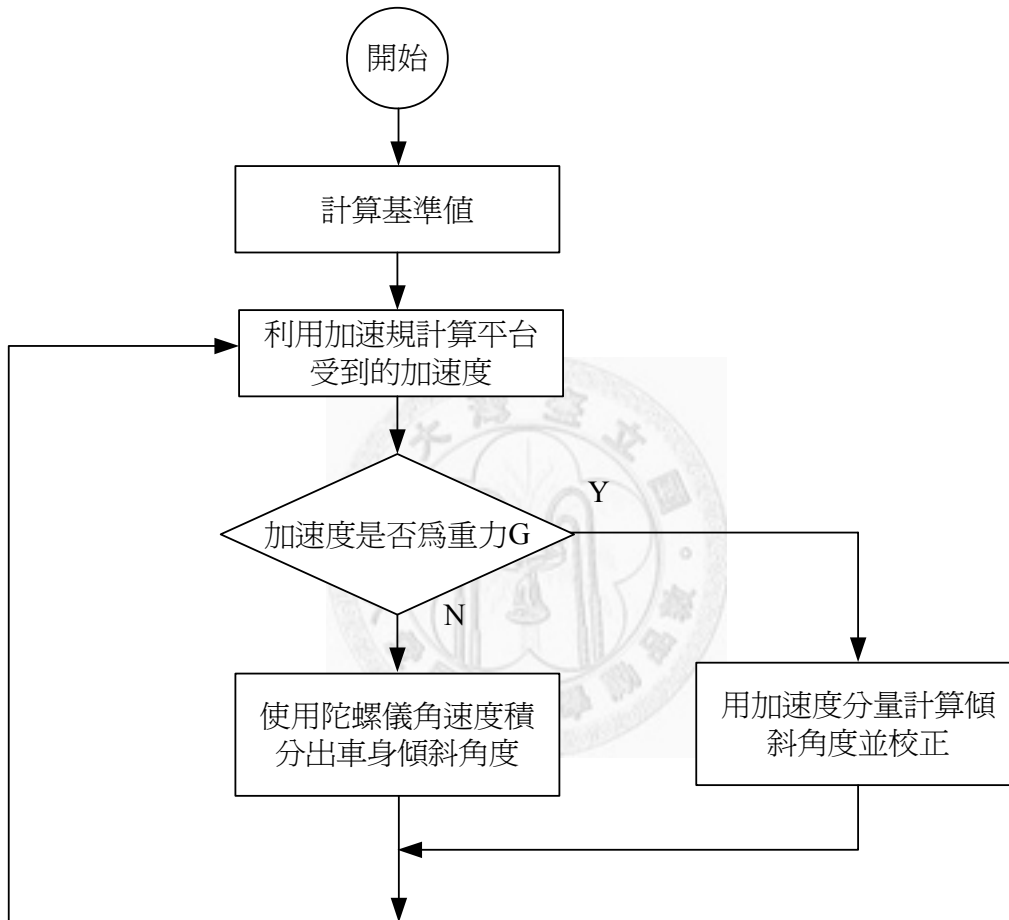 開始
計算基準值
利用加速規計算平台
受到的加速度
加速度是否為重力G
Y
N
使用陀螺儀角速度積
分出車身傾斜角度
用加速度分量計算傾
斜角度並校正